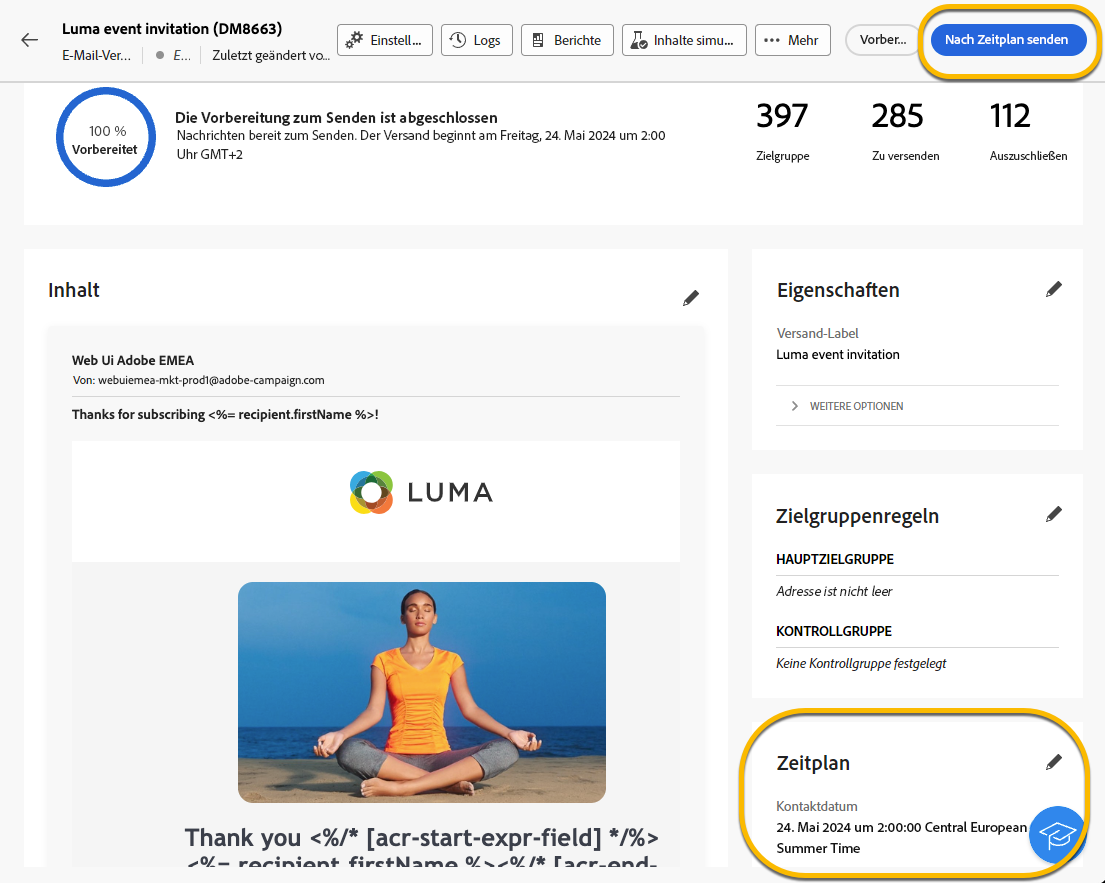 Luma event invitation (DM8663)
E-Mail-Ver...
E...
Zuletzt geändert vo...
Einstell...
Logs
Berichte
Inhalte simu...
Mehr
Vorber...
Nach Zeitplan senden
100 %
Vorbereitet
Die Vorbereitung zum Senden ist abgeschlossen
Nachrichten bereit zum Senden. Der Versand beginnt am Freitag, 24. Mai 2024 um 2:00
Uhr GMT+2
397
Zielgruppe
285
Zu versenden
112
Auszuschließen
Inhalt
Web Ui Adobe EMEA
Von: webuiemea-mkt-prod1@adobe-campaign.com
Thanks for subscribing <%= recipient.firstName %>!
LUMA
Thank you <%/* [acr-start-expr-field] */%>
<%= recipient.firstName %><%/* [acr-end-
Eigenschaften
Versand-Label
Luma event invitation
WEITERE OPTIONEN
Zielgruppenregeln
HAUPTZIELGRUPPE
Adresse ist nicht leer
KONTROLLGRUPPE
Keine Kontrollgruppe festgelegt
Zeitplan
Kontaktdatum
24. Mai 2024 um 2:00:00 Central European
Summer Time